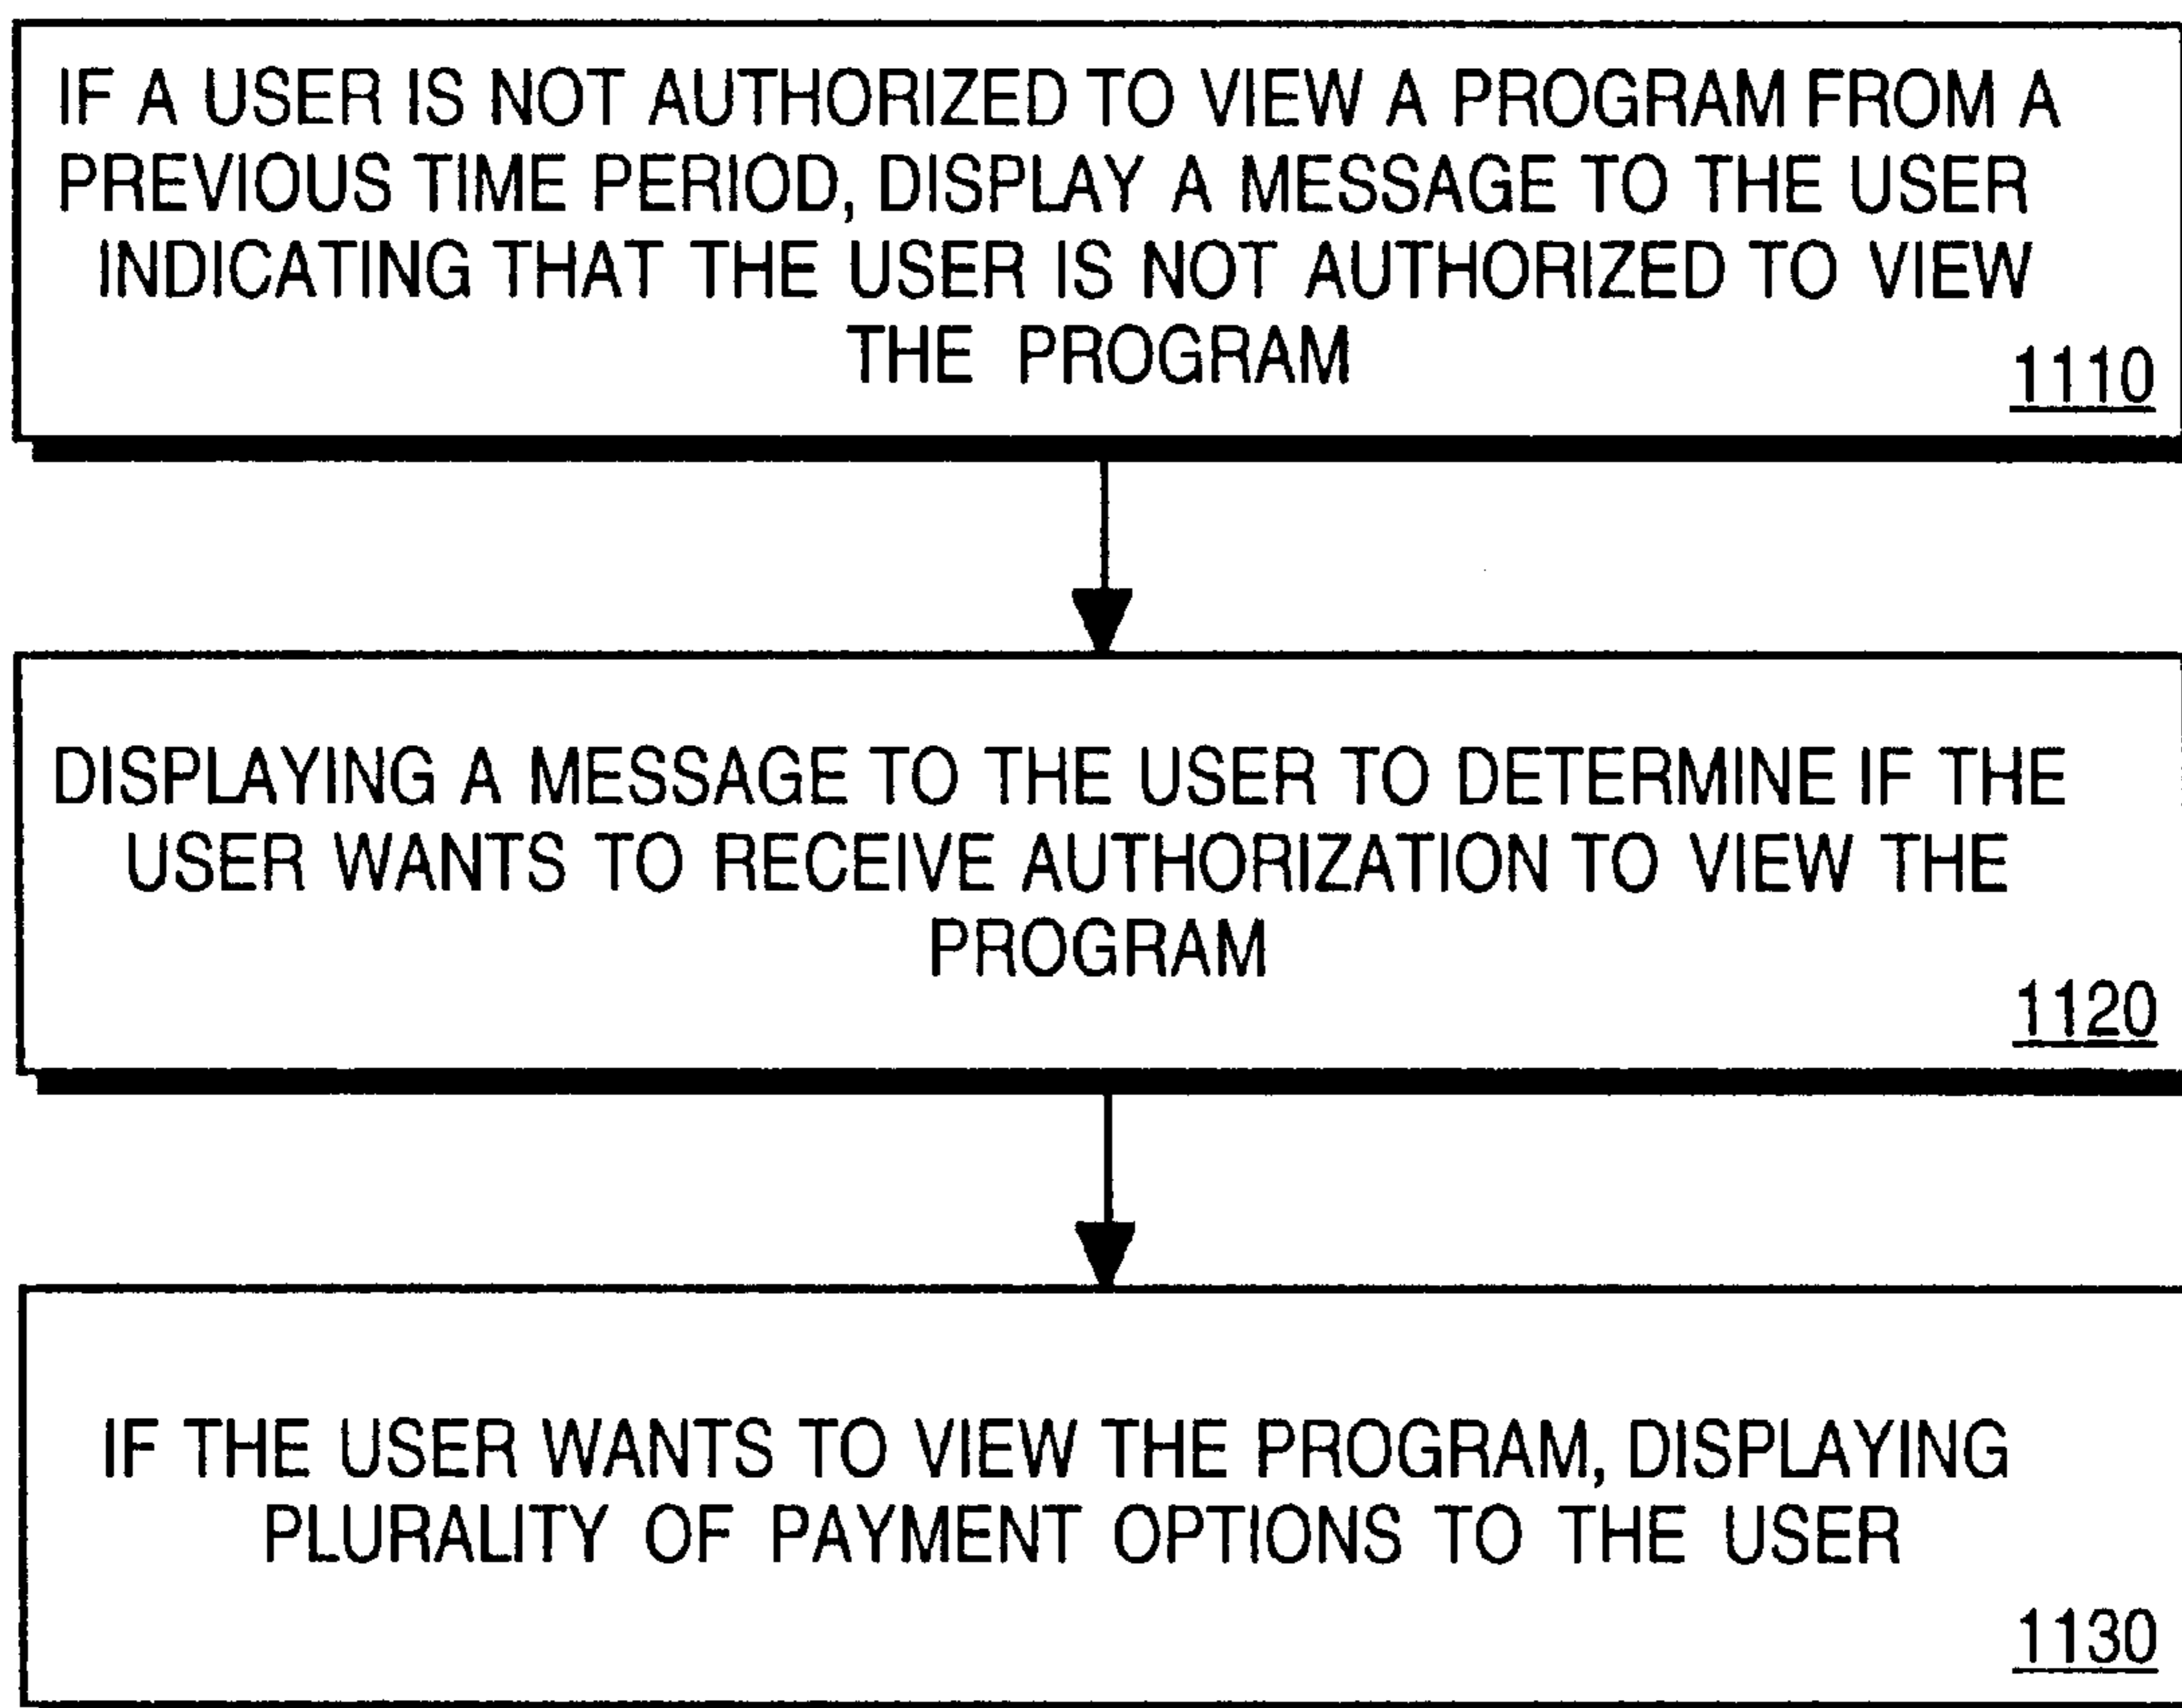 IF A USER IS NOT AUTHORIZED TO VIEW A PROGRAM FROM A
PREVIOUS TIME PERIOD, DISPLAY A MESSAGE TO THE USER
INDICATING THAT THE USER IS NOT AUTHORIZED TO VIEW
THE PROGRAM
1110
DISPLAYING A MESSAGE TO THE USER TO DETERMINE IF THE
USER WANTS TO RECEIVE AUTHORIZATION TO VIEW THE
PROGRAM
1120
IF THE USER WANTS TO VIEW THE PROGRAM, DISPLAYING
PLURALITY OF PAYMENT OPTIONS TO THE USER
1130